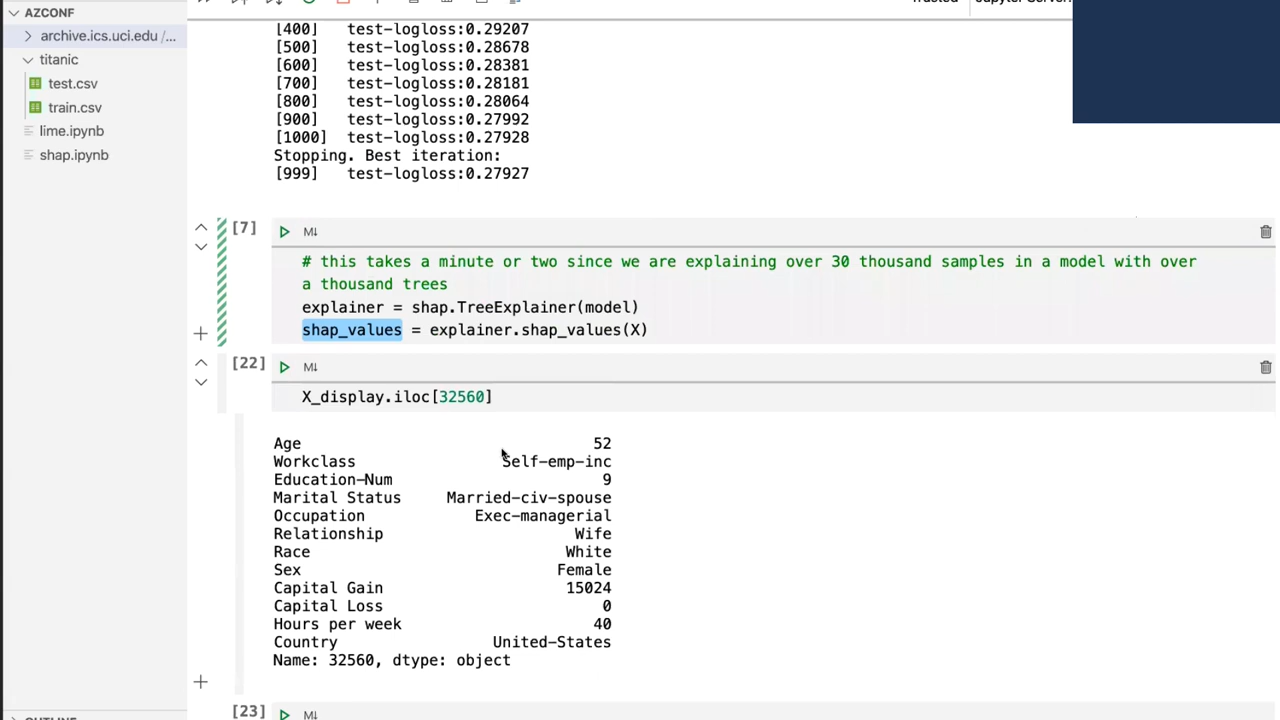 AZCONF
archive.ics.uci.edu /...
titanic
test.csv
train.csv
lime.ipynb
shap.ipynb
[400] test-logloss:0.29207
[500] test-logloss:0.28678
[600] test-logloss:0.28381
[700] test-logloss:0.28181
[800] test-logloss:0.28064
[900] test-logloss:0.27992
[1000] test-logloss:0.27928
Stopping. Best iteration:
[999] test-logloss:0.27927
[7]
M↓
# this takes a minute or two since we are explaining over 30 thousand samples in a model with over
a thousand trees
explainer = shap.TreeExplainer(model)
shap_values = explainer.shap_values(X)
[22]
M↓
X_display.iloc[32560]
Age 52
Workclass Self-emp-inc
Education-Num 9
Marital Status Married-civ-spouse
Occupation Exec-managerial
Relationship Wife
Race White
Sex Female
Capital Gain 15024
Capital Loss 0
Hours per week 40
Country United-States
Name: 32560, dtype: object
[23]
M↓